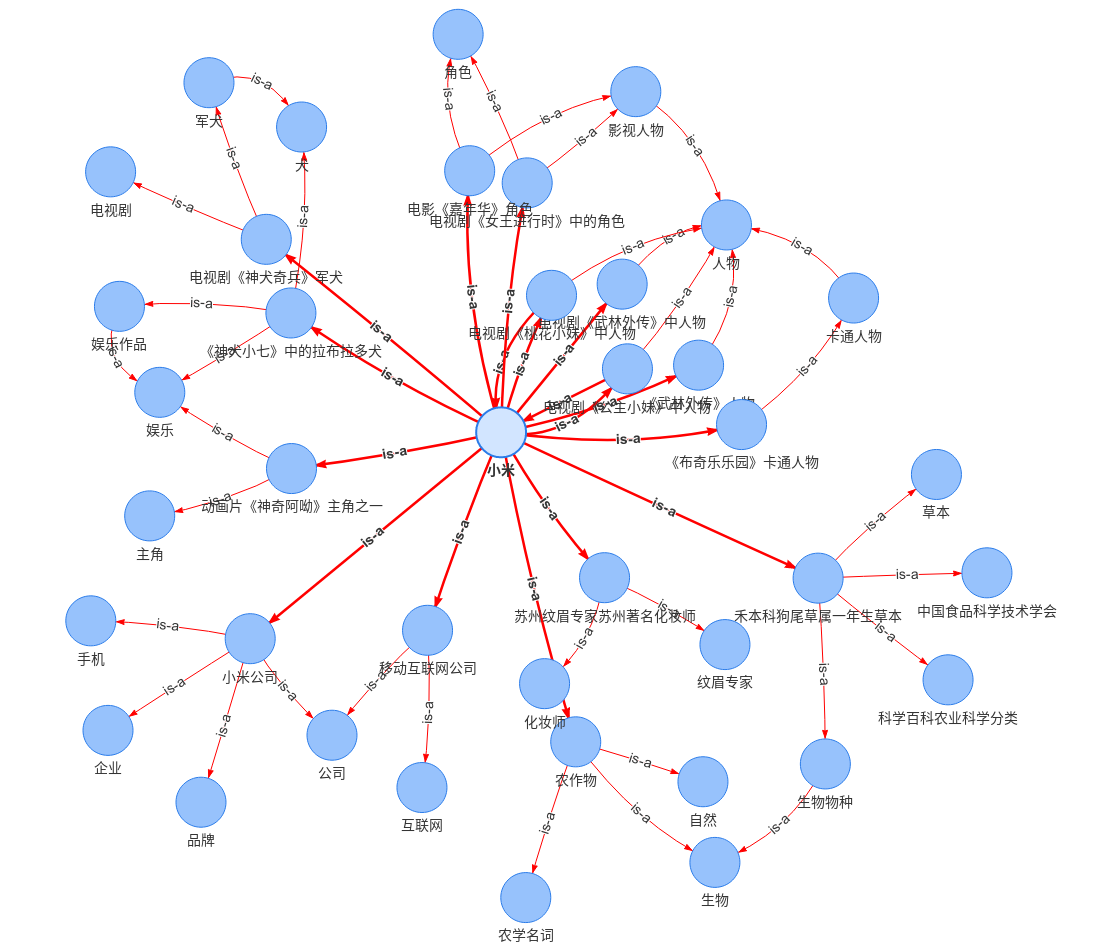 角色
is-a
军犬
is-a
is-a
is-a
影视人物
犬
is-a
is-a
is-a
is-a
电视剧
is-a
电影《嘉年华》角色
电视剧《女王进行时》中的角色
is-a
is-a
is-a
is-a
人物
电视剧《神犬奇兵》军犬
is-a
is-a
is-a
is-a
is-a
电视剧《武林外传》中人物
电视剧《桃花小妹》中人物
卡通人物
is-a
娱乐作品
《神犬小七》中的拉布拉多犬
is-a
is-a
is-a
is-a
is-a
is-a
is-a
《武林外传》人物
电视剧《公主小妹》中人物
is-a
is-a
is-a
娱乐
is-a
is-a
is-a
《布奇乐乐园》卡通人物
小米
is-a
动画片《神奇阿呦》主角之一
is-a
is-a
草本
is-a
主角
is-a
is-a
is-a
is-a
中国食品科学技术学会
is-a
苏州纹眉专家苏州著名化妆师
禾本科狗尾草属一年生草本
is-a
is-a
is-a
手机
小米公司
移动互联网公司
is-a
纹眉专家
is-a
is-a
is-a
is-a
is-a
is-a
科学百科农业科学分类
化妆师
企业
公司
农作物
is-a
生物物种
自然
互联网
is-a
is-a
is-a
品牌
生物
农学名词